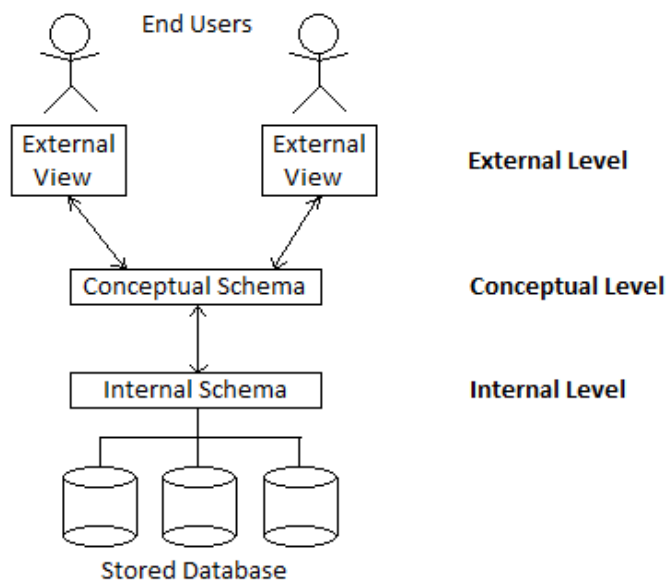 End Users
External
View
External
View
External Level
Conceptual Schema
Conceptual Level
Internal Schema
Internal Level
Stored Database